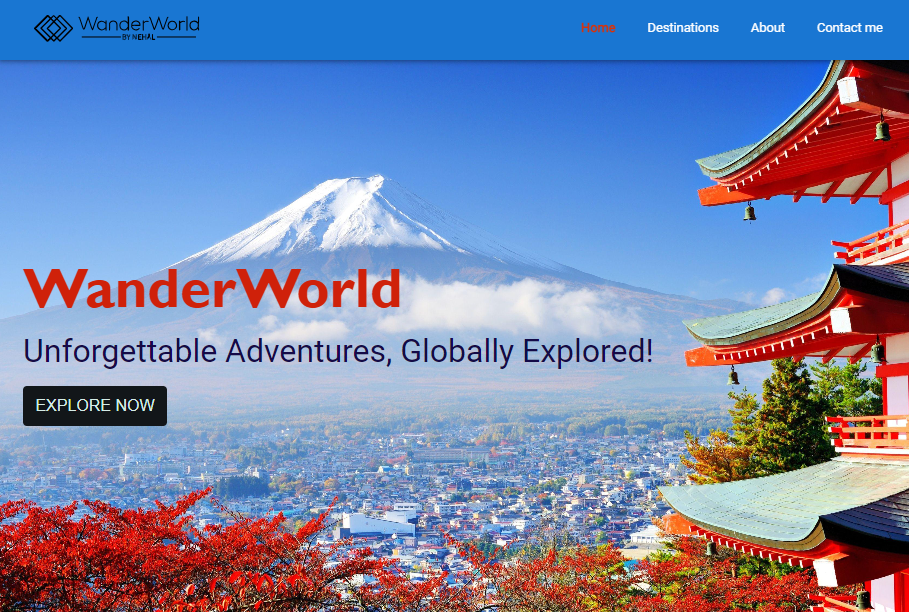 WanderWorld
BY NEHAL
Home Destinations About Contact me
WanderWorld
Unforgettable Adventures, Globally Explored!
EXPLORE NOW